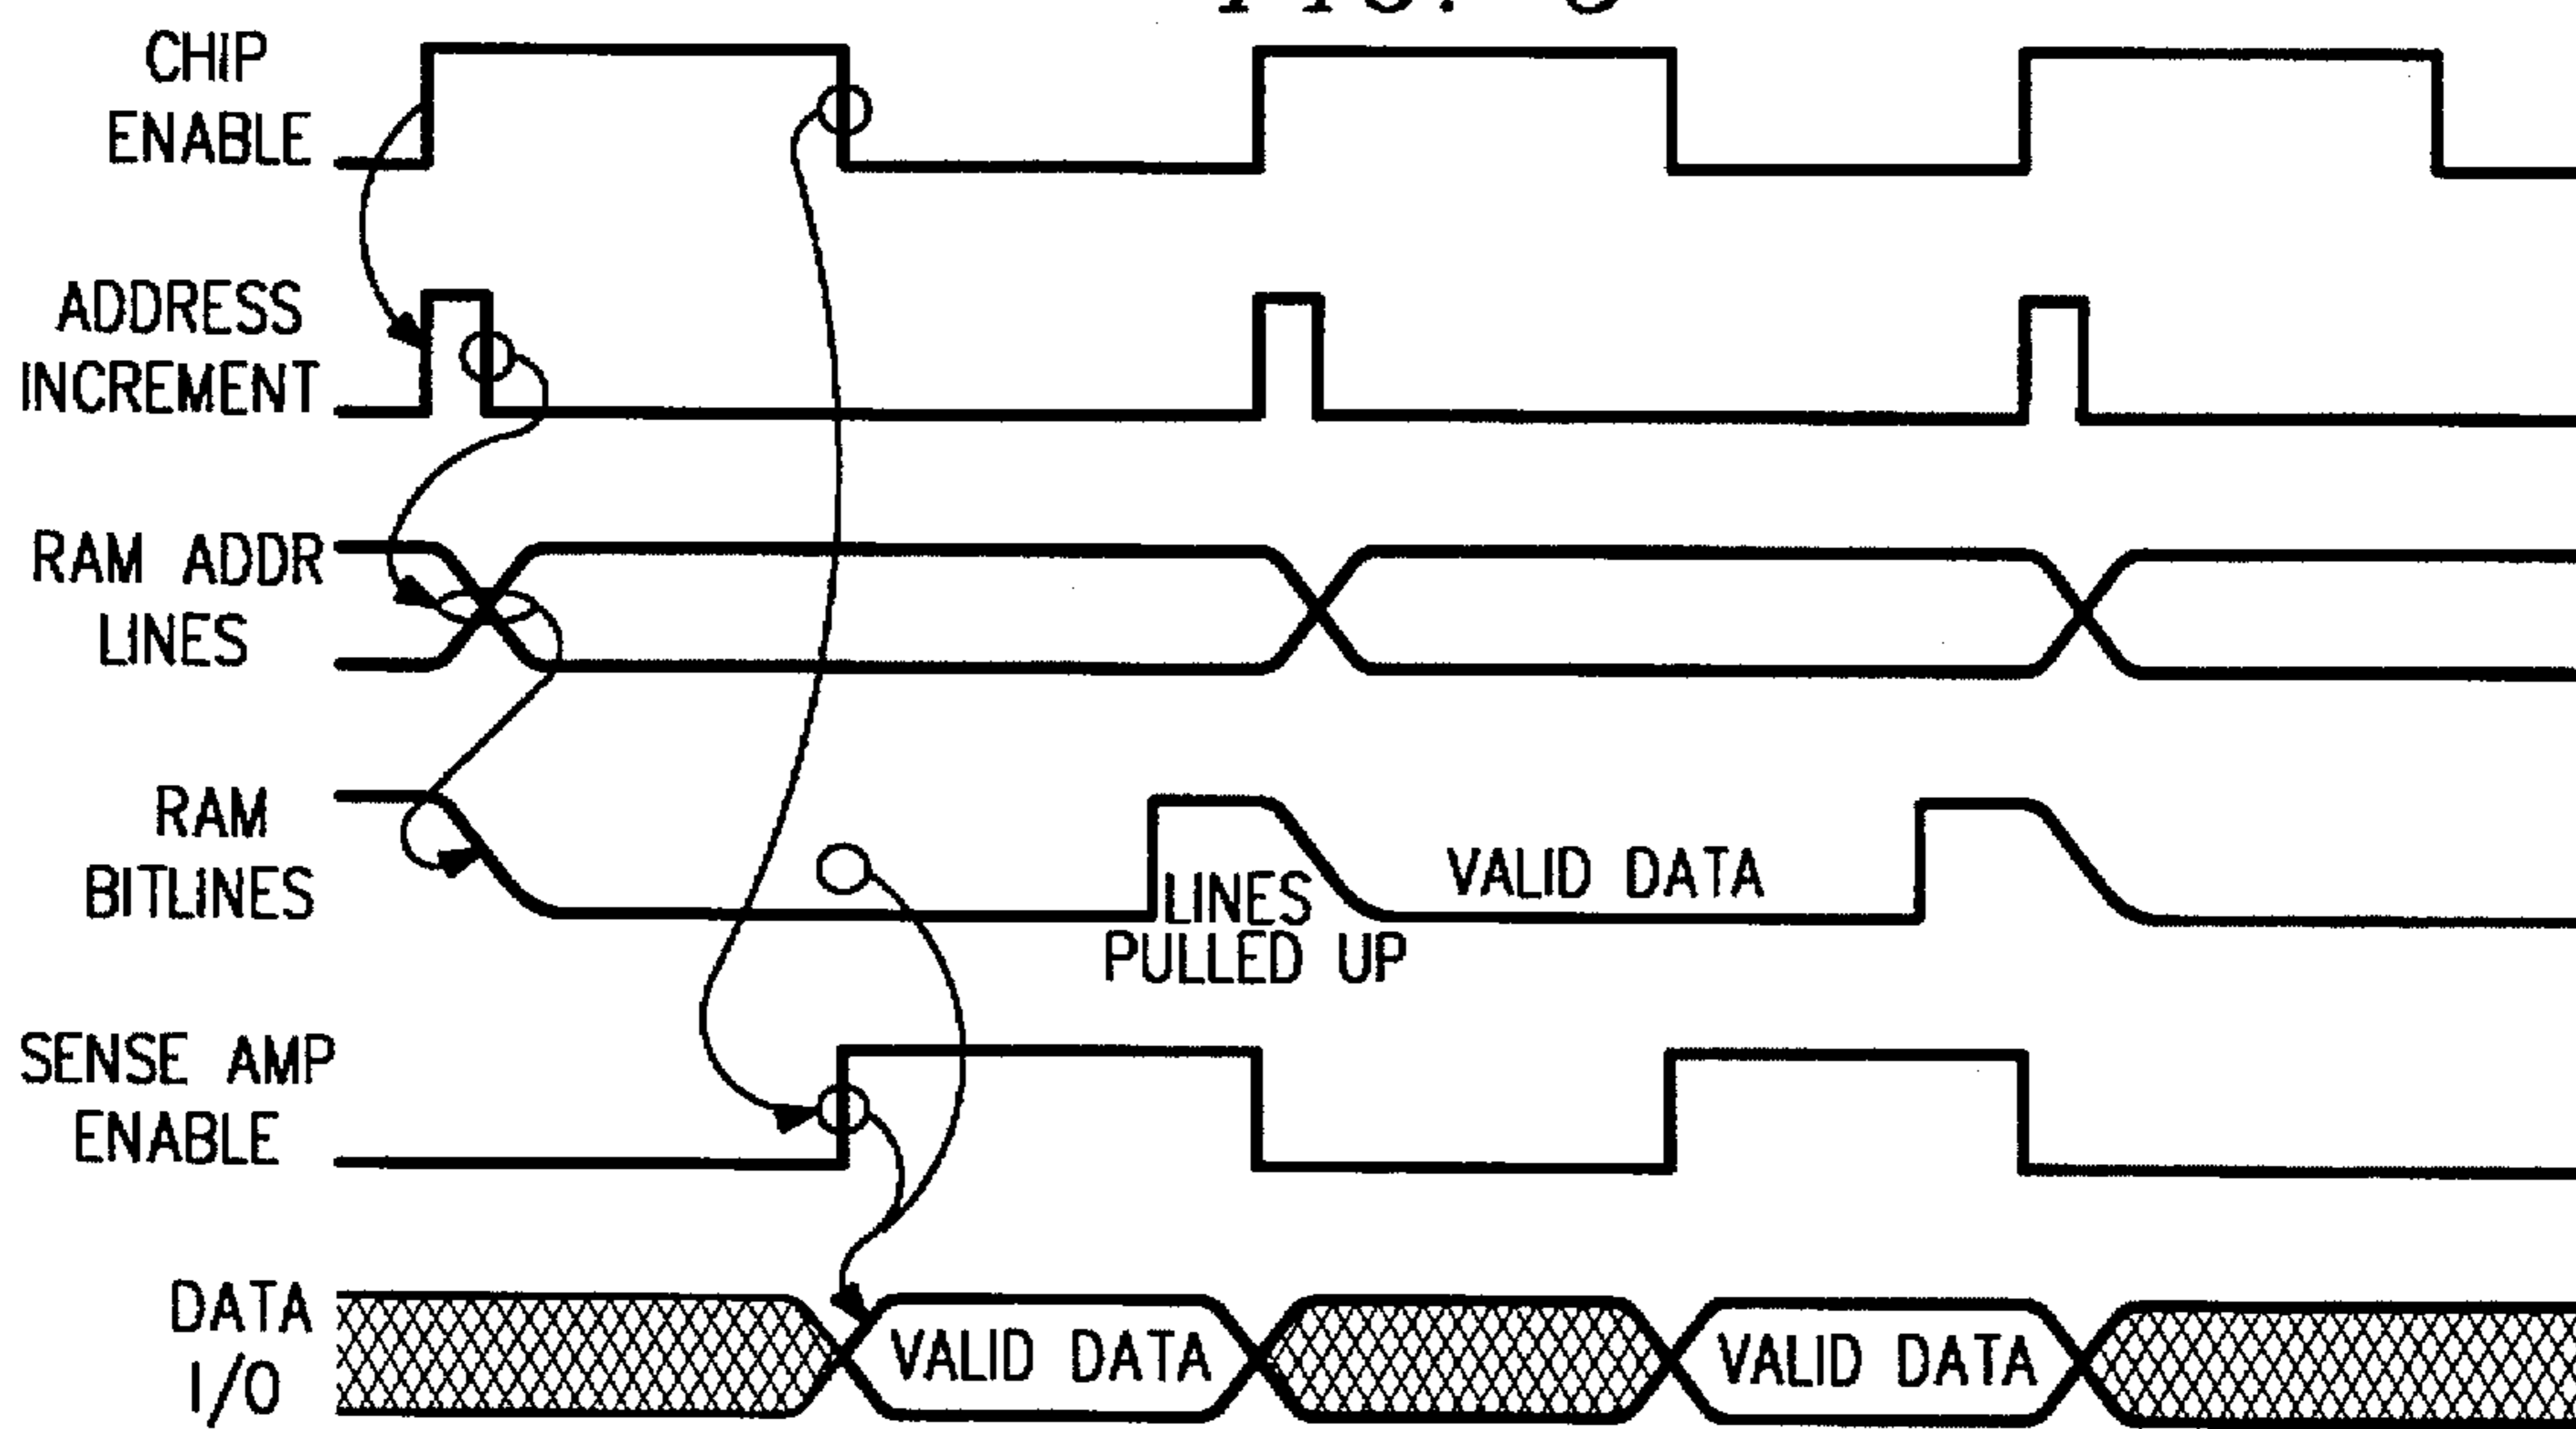 CHIP
ENABLE
ADDRESS
INCREMENT
RAM ADDR
LINES
RAM
BITLINES
VALID DATA
LINES
PULLED UP
SENSE AMP
ENABLE
DATA
I/O
VALID DATA
VALID DATA